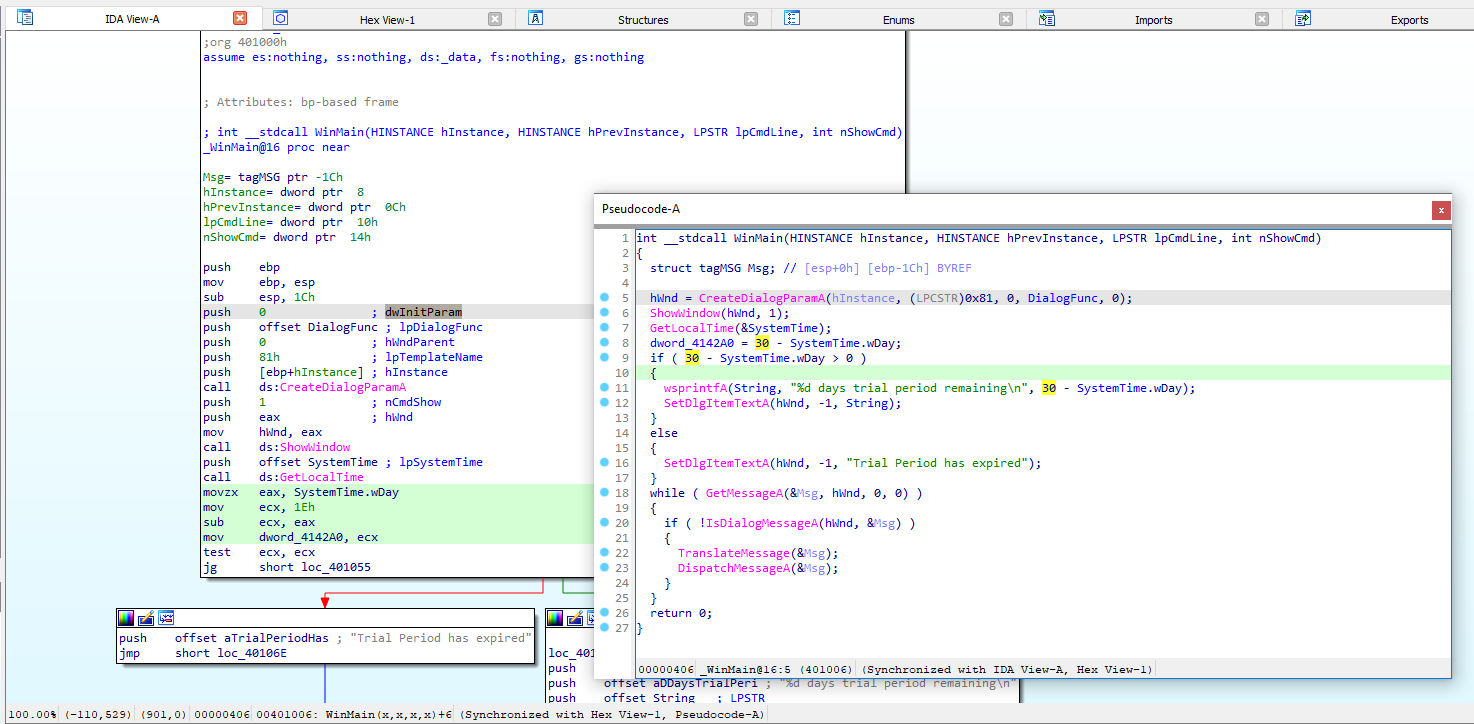 IDA View-A Hex View-1 Structures Enums Imports Exports
;org 401000h
assume es:nothing, ss:nothing, ds:_data, fs:nothing, gs:nothing
; Attributes: bp-based frame
; int __stdcall WinMain(HINSTANCE hInstance, HINSTANCE hPrevInstance, LPSTR lpCmdLine, int nShowCmd)
_WinMain@16 proc near
Msg= tagMSG ptr -1Ch
hInstance= dword ptr  8
hPrevInstance= dword ptr  0Ch
lpCmdLine= dword ptr  10h
nShowCmd= dword ptr  14h
push    ebp
mov     ebp, esp
sub     esp, 1Ch
push    0               ; dwInitParam
push    offset DialogFunc ; lpDialogFunc
push    0               ; hWndParent
push    81h             ; lpTemplateName
push    [ebp+hInstance] ; hInstance
call    ds:CreateDialogParamA
push    1               ; nCmdShow
push    eax             ; hWnd
mov     hWnd, eax
call    ds:ShowWindow
push    offset SystemTime ; lpSystemTime
call    ds:GetLocalTime
movzx   eax, SystemTime.wDay
mov     ecx, 1Eh
sub     ecx, eax
mov     dword_4142A0, ecx
test    ecx, ecx
jg      short loc_401055
push    offset aTrialPeriodHas ; "Trial Period has expired"
jmp     short loc_40106E
loc_401
push
push    offset aDDaysTrialPeri ; "%d days trial period remaining\n"
push    offset String   ; LPSTR
Pseudocode-A
1 int __stdcall WinMain(HINSTANCE hInstance, HINSTANCE hPrevInstance, LPSTR lpCmdLine, int nShowCmd)
2 {
3   struct tagMSG Msg; // [esp+0h] [ebp-1Ch] BYREF
4
5   hWnd = CreateDialogParamA(hInstance, (LPCSTR)0x81, 0, DialogFunc, 0);
6   ShowWindow(hWnd, 1);
7   GetLocalTime(&SystemTime);
8   dword_4142A0 = 30 - SystemTime.wDay;
9   if ( 30 - SystemTime.wDay > 0 )
10   {
11     wsprintfA(String, "%d days trial period remaining\n", 30 - SystemTime.wDay);
12     SetDlgItemTextA(hWnd, -1, String);
13   }
14   else
15   {
16     SetDlgItemTextA(hWnd, -1, "Trial Period has expired");
17   }
18   while ( GetMessageA(&Msg, hWnd, 0, 0) )
19   {
20     if ( !IsDialogMessageA(hWnd, &Msg) )
21     {
22       TranslateMessage(&Msg);
23       DispatchMessageA(&Msg);
24     }
25   }
26   return 0;
27 }
00000406 _WinMain@16:5 (401006) (Synchronized with IDA View-A, Hex View-1)
100.00% (-110,529) (901,0) 00000406 00401006: WinMain(x,x,x,x)+6 (Synchronized with Hex View-1, Pseudocode-A)